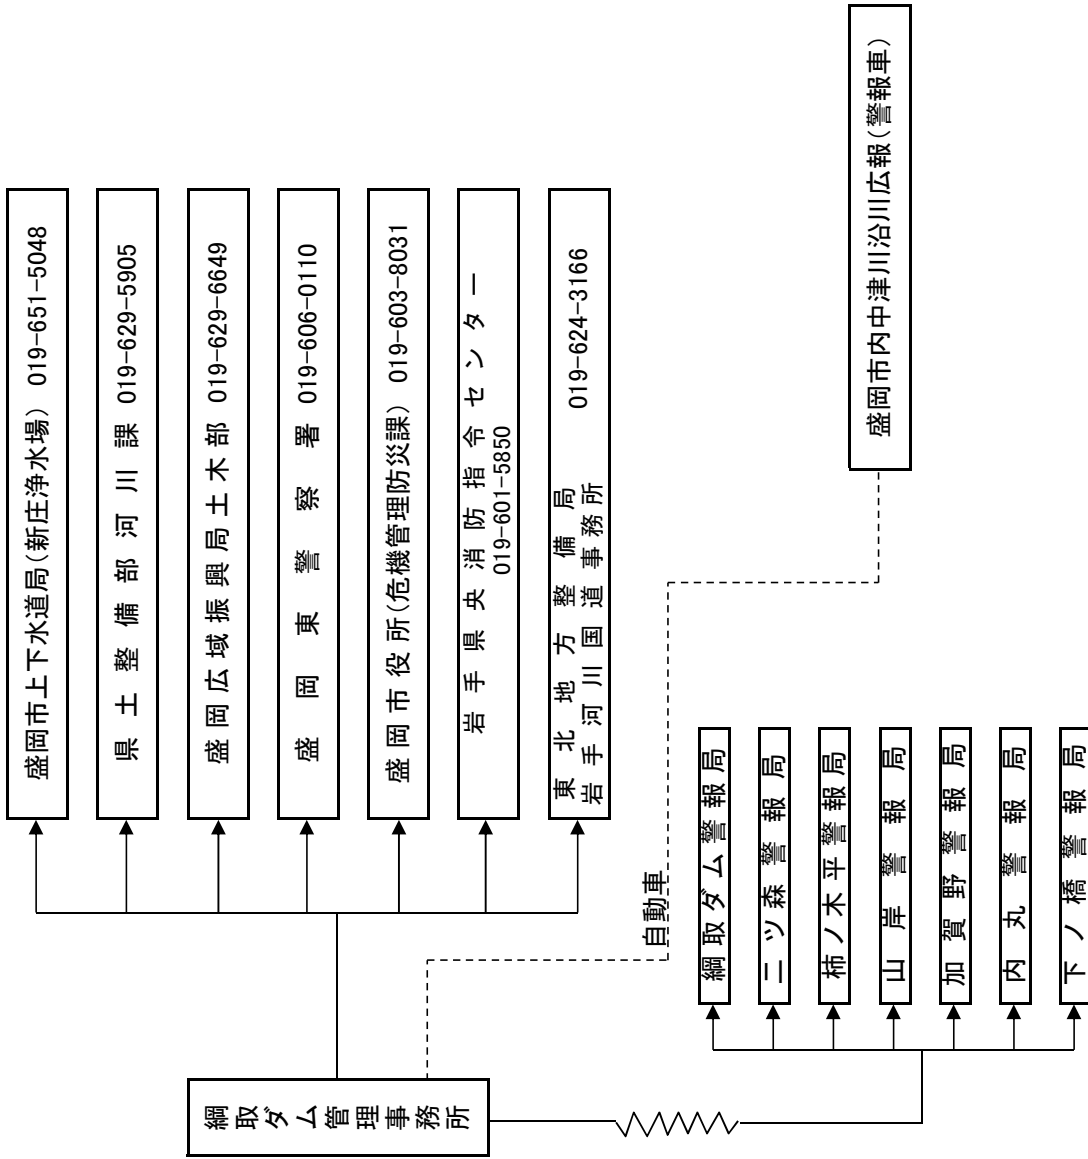 盛岡市上下水道局(新庄浄水場) 019-651-5048
県土整備部河川課 019-629-5905
盛岡広域振興局土木部 019-629-6649
盛岡東警察署 019-606-0110
盛岡市役所(危機管理防災課) 019-603-8031
岩手県央消防指令センター
019-601-5850
東北地方整備局
岩手河川国道事務所
019-624-3166
綱取ダム管理事務所
自動車
盛岡市内中津川沿川広報(警報車)
綱取ダム警報局
二ツ森警報局
柿ノ木平警報局
山岸警報局
加賀野警報局
内丸警報局
下ノ橋警報局